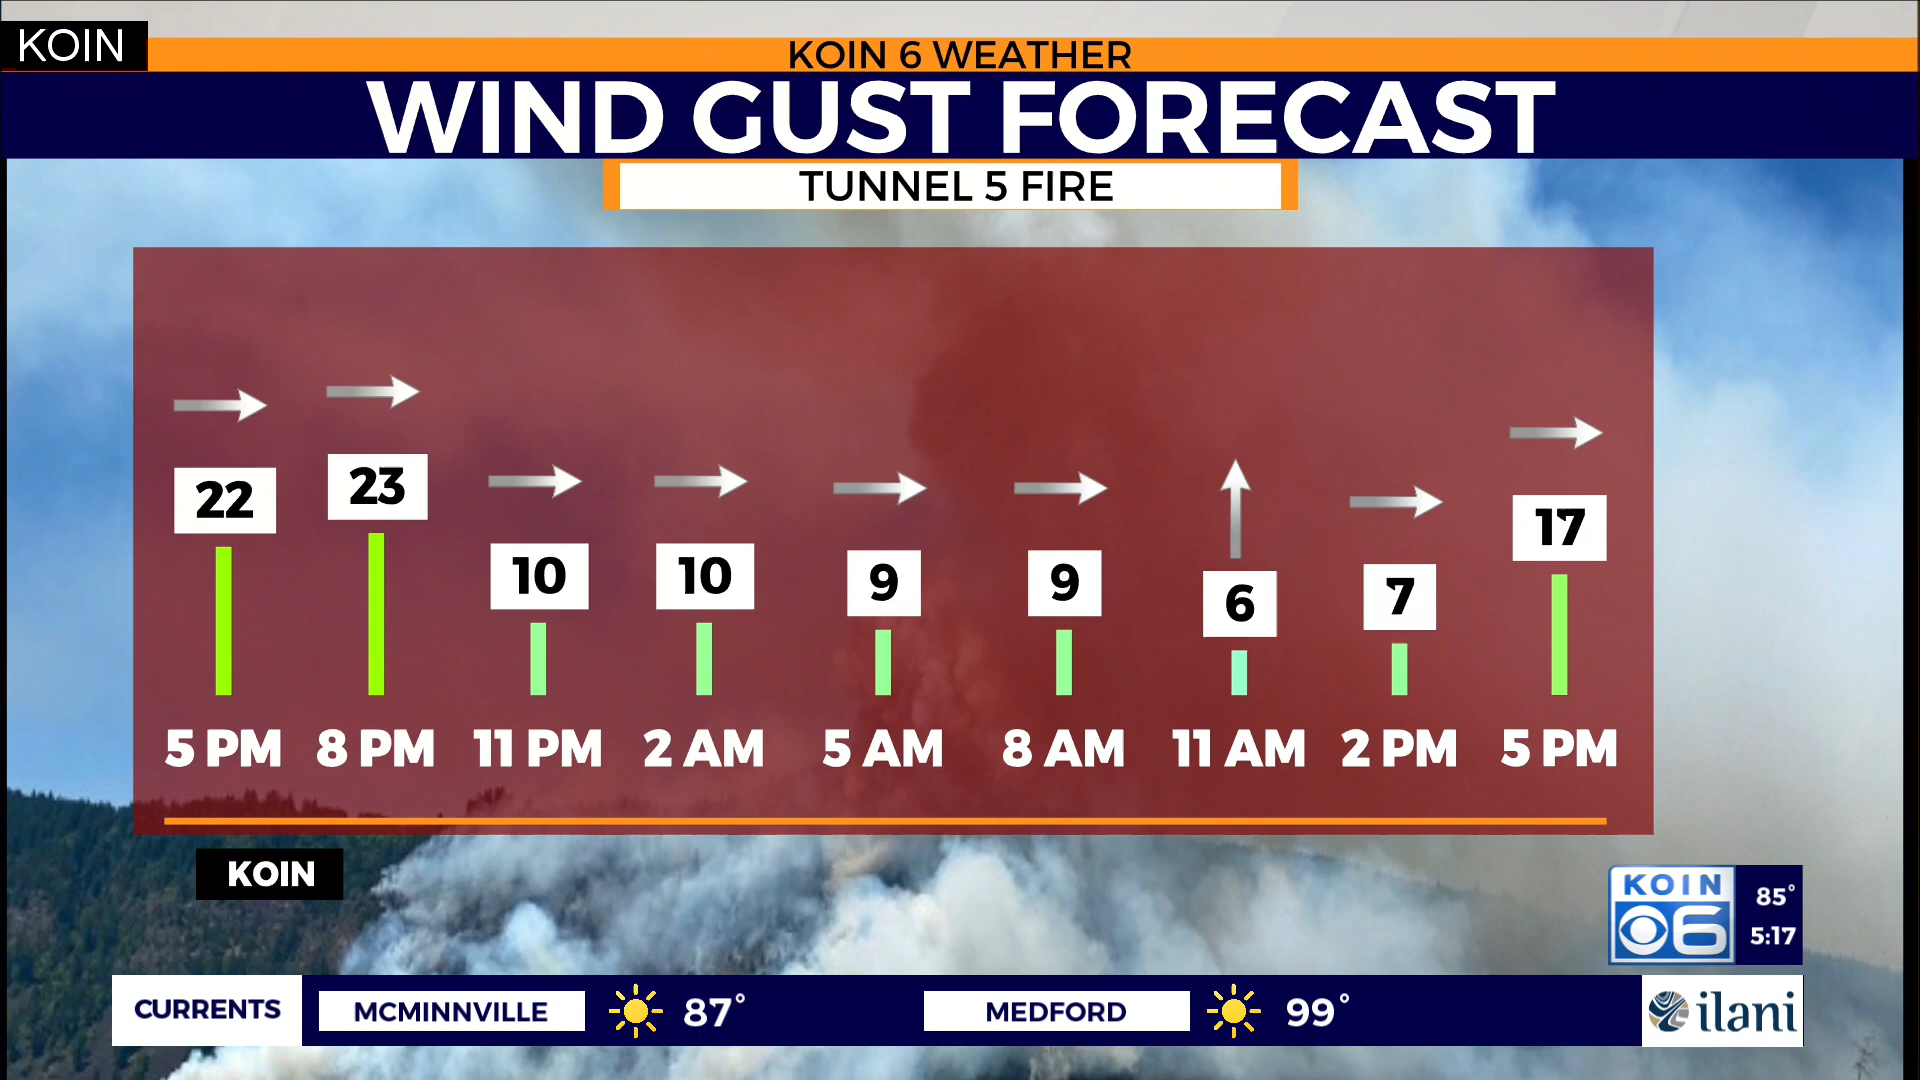 KOIN
KOIN 6 WEATHER
WIND GUST FORECAST
TUNNEL 5 FIRE
22 23 10 10 9 9 6 7 17
5 PM 8 PM 11 PM 2 AM 5 AM 8 AM 11 AM 2 PM 5 PM
KOIN
KOIN
6
85°
5:17
CURRENTS MCMINNVILLE 87° MEDFORD 99° ilani